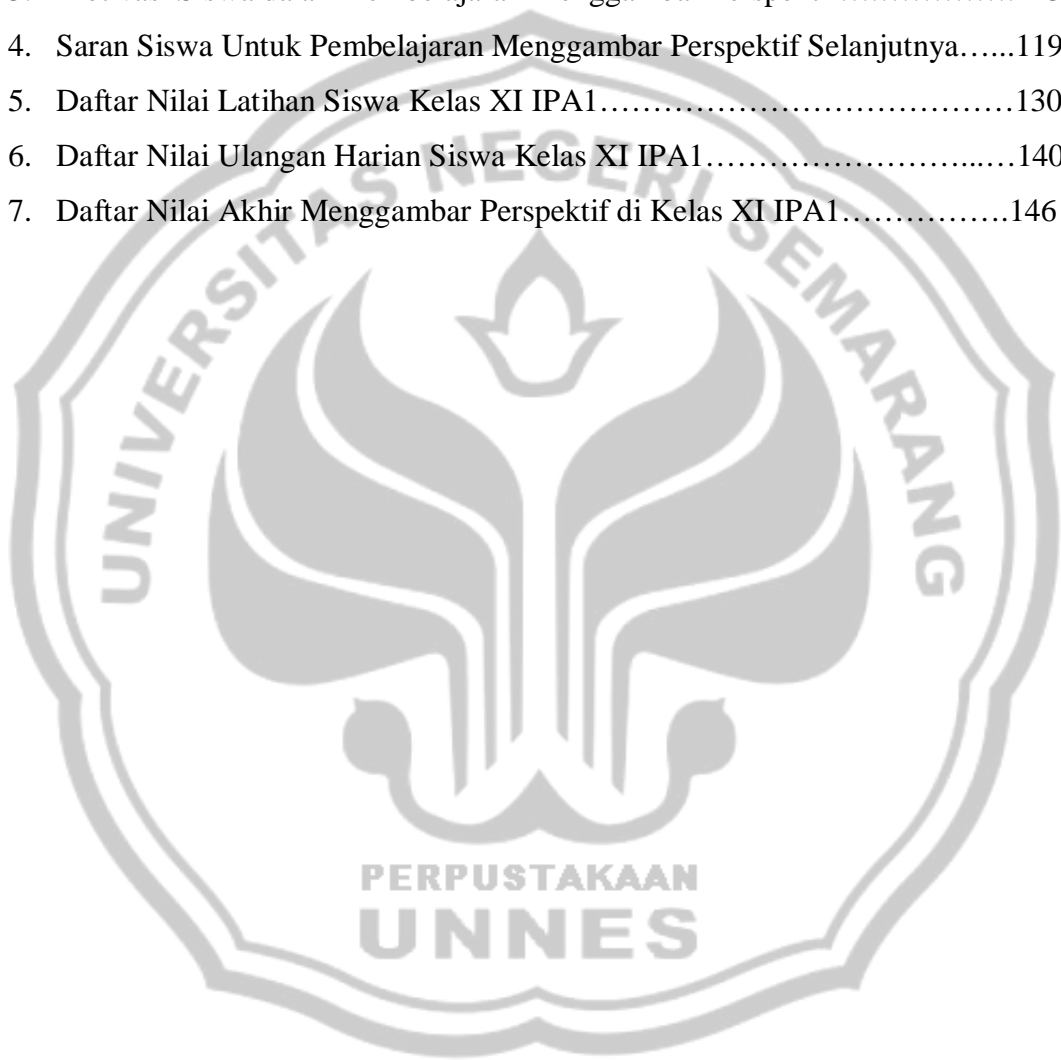 4. Saran Siswa Untuk Pembelajaran Menggambar Perspektif Selanjutnya…...119
5. Daftar Nilai Latihan Siswa Kelas XI IPA1…………………………………130
6. Daftar Nilai Ulangan Harian Siswa Kelas XI IPA1……………………...…140
7. Daftar Nilai Akhir Menggambar Perspektif di Kelas XI IPA1…………….146
UNIVERSITAS NEGERI SEMARANG
PERPUSTAKAAN
UNNES